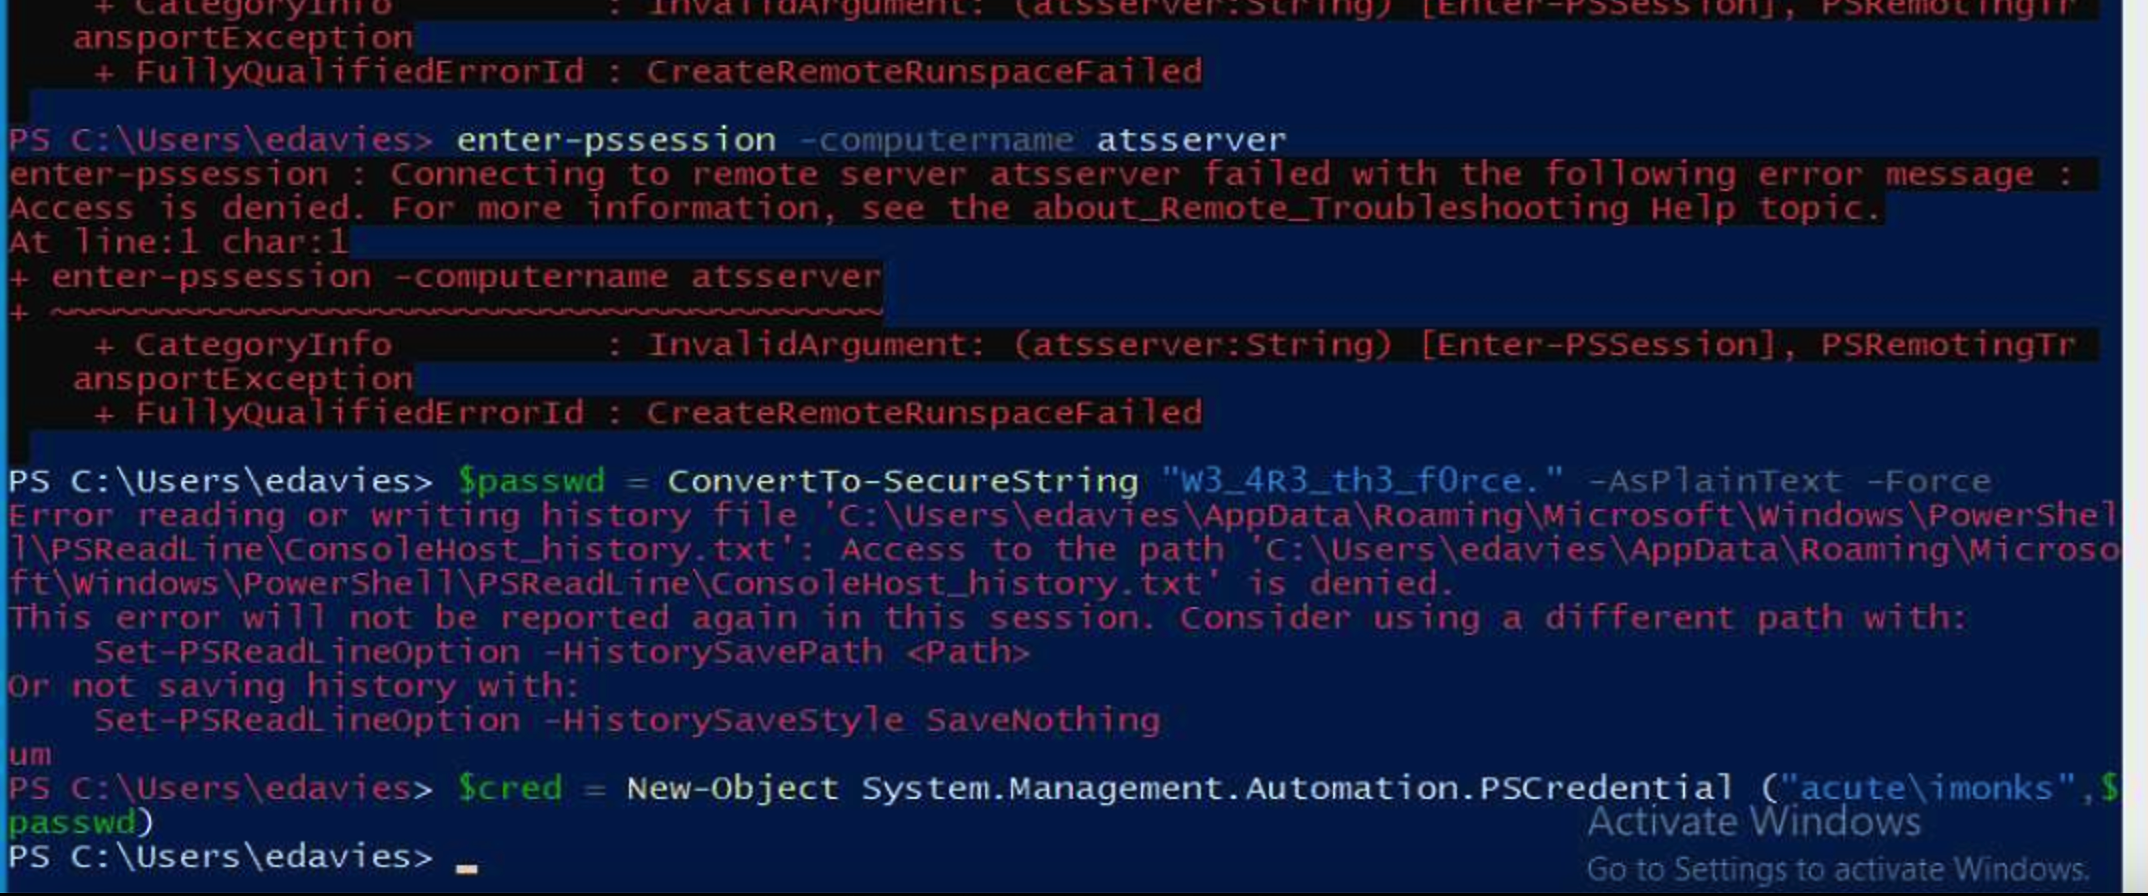 + CategoryInfo          : InvalidArgument: (atsserver:String) [Enter-PSSession], PSRemotingTr
ansportException
+ FullyQualifiedErrorId : CreateRemoteRunspaceFailed
PS C:\Users\edavies> enter-pssession -computername atsserver
enter-pssession : Connecting to remote server atsserver failed with the following error message :
Access is denied. For more information, see the about_Remote_Troubleshooting Help topic.
At line:1 char:1
+ enter-pssession -computername atsserver
+ ~~~~~~~~~~~~~~~~~~~~~~~~~~~~~~~~~~~~~~~
+ CategoryInfo          : InvalidArgument: (atsserver:String) [Enter-PSSession], PSRemotingTr
ansportException
+ FullyQualifiedErrorId : CreateRemoteRunspaceFailed
PS C:\Users\edavies> $passwd = ConvertTo-SecureString "W3_4R3_th3_f0rce." -AsPlainText -Force
Error reading or writing history file 'C:\Users\edavies\AppData\Roaming\Microsoft\Windows\PowerShel
l\PSReadLine\ConsoleHost_history.txt': Access to the path 'C:\Users\edavies\AppData\Roaming\Microso
ft\Windows\PowerShell\PSReadLine\ConsoleHost_history.txt' is denied.
This error will not be reported again in this session. Consider using a different path with:
Set-PSReadLineOption -HistorySavePath <Path>
Or not saving history with:
Set-PSReadLineOption -HistorySaveStyle SaveNothing
um
PS C:\Users\edavies> $cred = New-Object System.Management.Automation.PSCredential ("acute\imonks",$
passwd)
PS C:\Users\edavies>
Activate Windows
Go to Settings to activate Windows.